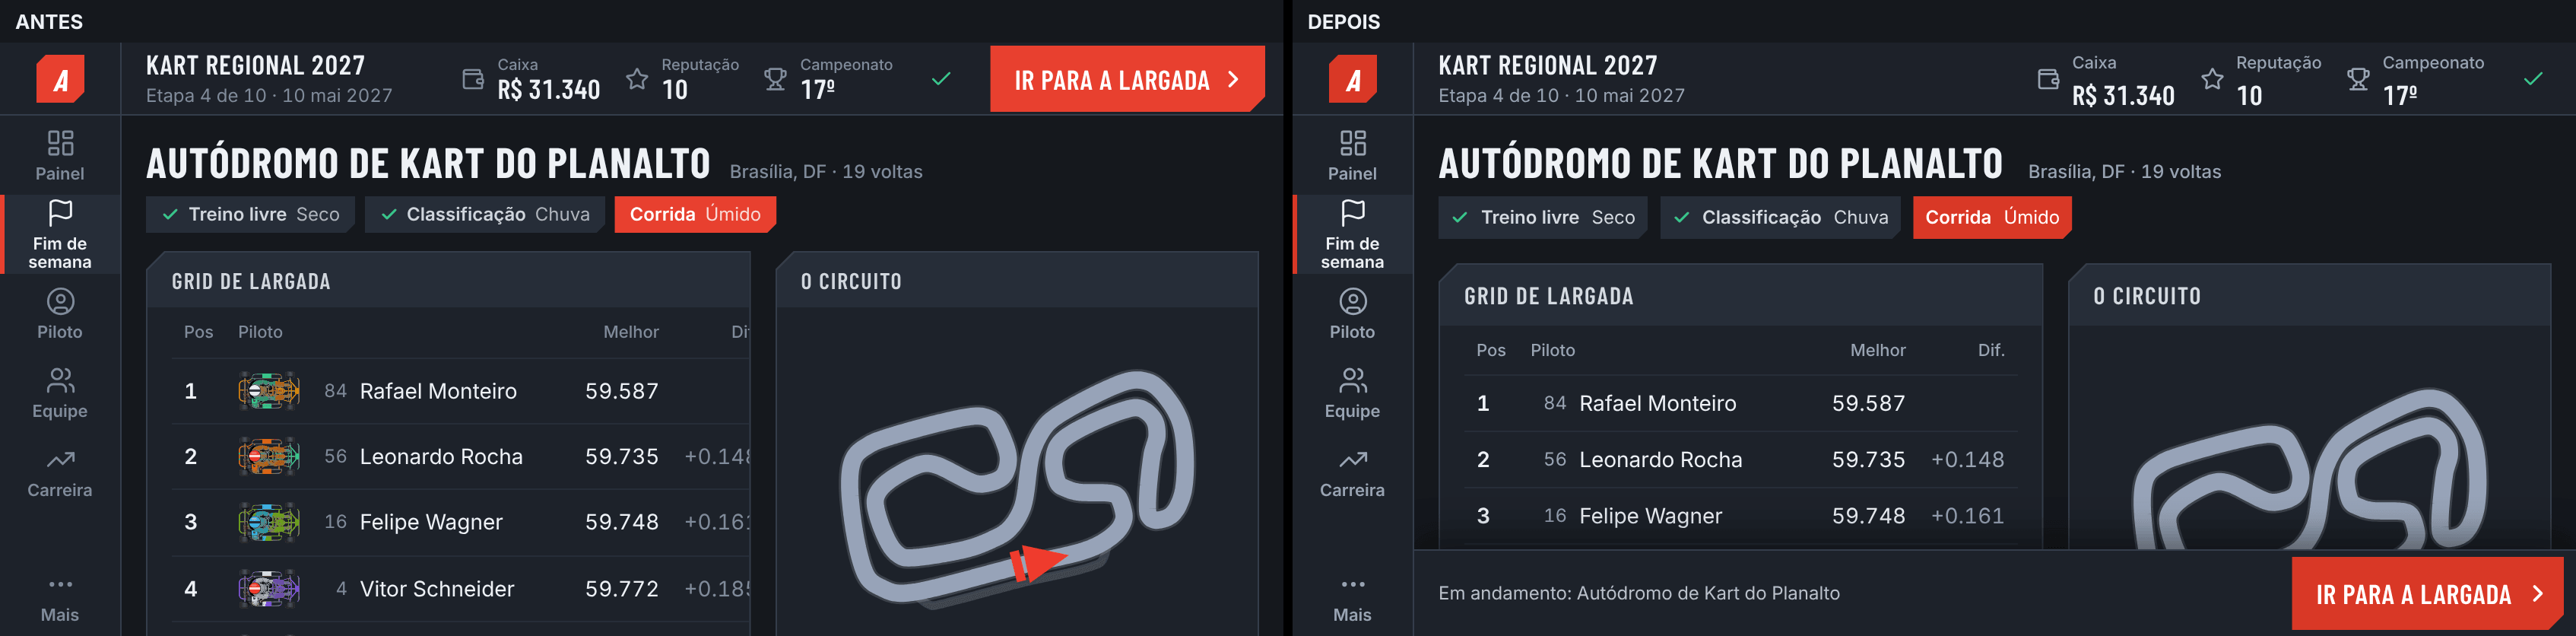 ANTES
A
KART REGIONAL 2027
Etapa 4 de 10 · 10 mai 2027
Caixa
R$ 31.340
Reputação
10
Campeonato
17º
IR PARA A LARGADA
Painel
Fim de
semana
Piloto
Equipe
Carreira
Mais
AUTÓDROMO DE KART DO PLANALTO Brasília, DF · 19 voltas
Treino livre Seco
Classificação Chuva
Corrida Úmido
GRID DE LARGADA
Pos Piloto Melhor Di
1 84 Rafael Monteiro 59.587
2 56 Leonardo Rocha 59.735 +0.148
3 16 Felipe Wagner 59.748 +0.161
4 4 Vitor Schneider 59.772 +0.185
O CIRCUITO
DEPOIS
A
KART REGIONAL 2027
Etapa 4 de 10 · 10 mai 2027
Caixa
R$ 31.340
Reputação
10
Campeonato
17º
Painel
Fim de
semana
Piloto
Equipe
Carreira
Mais
AUTÓDROMO DE KART DO PLANALTO Brasília, DF · 19 voltas
Treino livre Seco
Classificação Chuva
Corrida Úmido
GRID DE LARGADA
Pos Piloto Melhor Dif.
1 84 Rafael Monteiro 59.587
2 56 Leonardo Rocha 59.735 +0.148
3 16 Felipe Wagner 59.748 +0.161
O CIRCUITO
Em andamento: Autódromo de Kart do Planalto
IR PARA A LARGADA